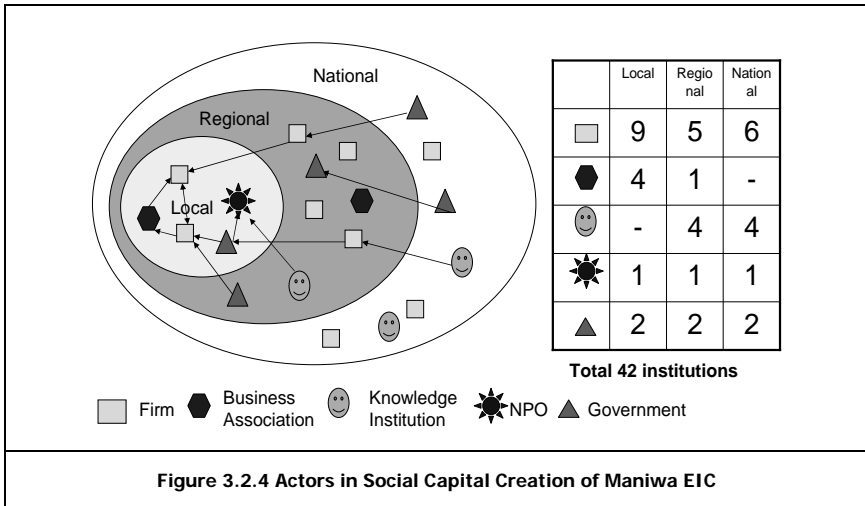 National
Regional
Local
Local Regio National
nal al
9 5 6
4 1 -
- 4 4
1 1 1
2 2 2
Total 42 institutions
Firm
Business
Association
Knowledge
Institution
NPO
Government
Figure 3.2.4 Actors in Social Capital Creation of Maniwa EIC